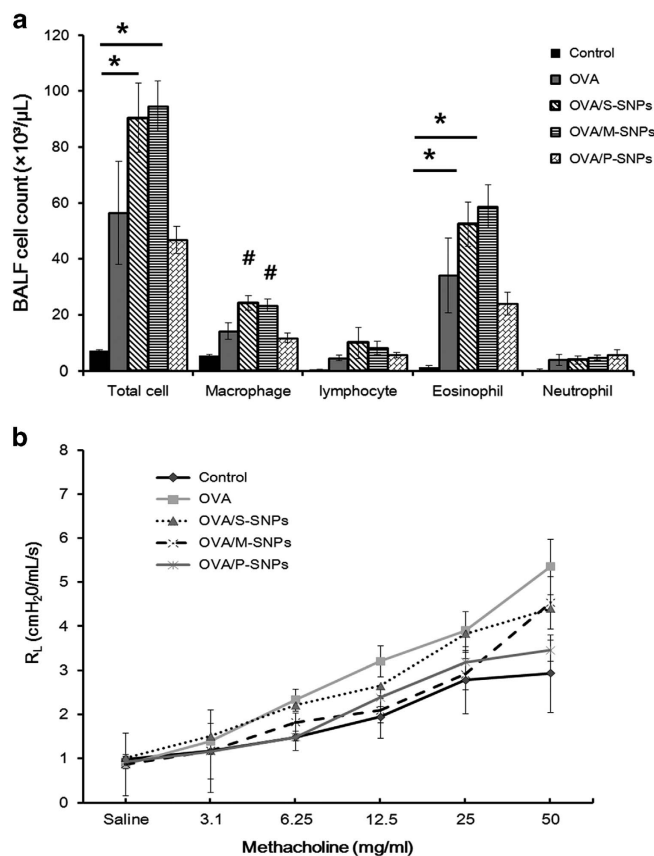 a
BALF cell count (×10³/µL)
120
100
80
60
40
20
0
* 
*
#
#
*
*
Total cell Macrophage lymphocyte Eosinophil Neutrophil
Control
OVA
OVA/S-SNPs
OVA/M-SNPs
OVA/P-SNPs
b
RL (cmH20/mL/s)
8
7
6
5
4
3
2
1
0
Control
OVA
OVA/S-SNPs
OVA/M-SNPs
OVA/P-SNPs
Saline 3.1 6.25 12.5 25 50
Methacholine (mg/ml)